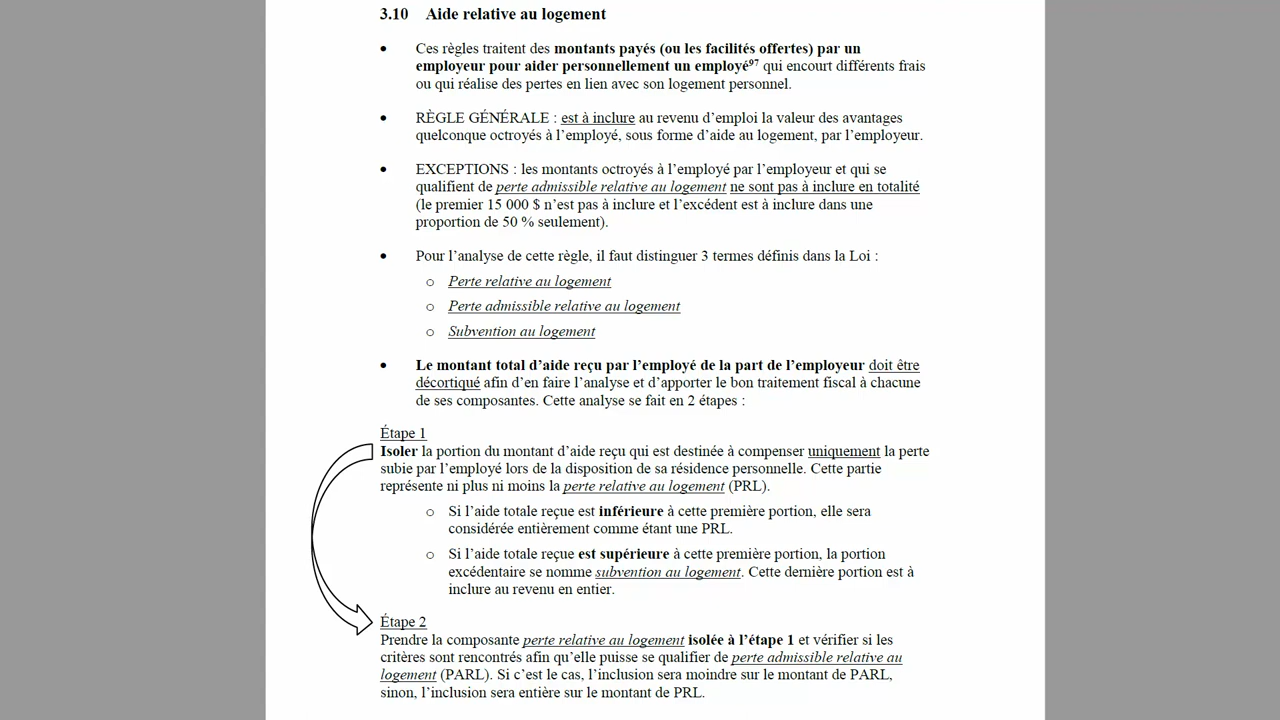 3.10 Aide relative au logement
• Ces règles traitent des montants payés (ou les facilités offertes) par un
employeur pour aider personnellement un employé97 qui encourt différents frais
ou qui réalise des pertes en lien avec son logement personnel.
• RÈGLE GÉNÉRALE : est à inclure au revenu d'emploi la valeur des avantages
quelconque octroyés à l'employé, sous forme d'aide au logement, par l'employeur.
• EXCEPTIONS : les montants octroyés à l'employé par l'employeur et qui se
qualifient de perte admissible relative au logement ne sont pas à inclure en totalité
(le premier 15 000 $ n'est pas à inclure et l'excédent est à inclure dans une
proportion de 50 % seulement).
• Pour l'analyse de cette règle, il faut distinguer 3 termes définis dans la Loi :
o Perte relative au logement
o Perte admissible relative au logement
o Subvention au logement
• Le montant total d'aide reçu par l'employé de la part de l'employeur doit être
décortiqué afin d'en faire l'analyse et d'apporter le bon traitement fiscal à chacune
de ses composantes. Cette analyse se fait en 2 étapes :
Étape 1
Isoler la portion du montant d'aide reçu qui est destinée à compenser uniquement la perte
subie par l'employé lors de la disposition de sa résidence personnelle. Cette partie
représente ni plus ni moins la perte relative au logement (PRL).
o Si l'aide totale reçue est inférieure à cette première portion, elle sera
considérée entièrement comme étant une PRL.
o Si l'aide totale reçue est supérieure à cette première portion, la portion
excédentaire se nomme subvention au logement. Cette dernière portion est à
inclure au revenu en entier.
Étape 2
Prendre la composante perte relative au logement isolée à l'étape 1 et vérifier si les
critères sont rencontrés afin qu'elle puisse se qualifier de perte admissible relative au
logement (PARL). Si c'est le cas, l'inclusion sera moindre sur le montant de PARL,
sinon, l'inclusion sera entière sur le montant de PRL.